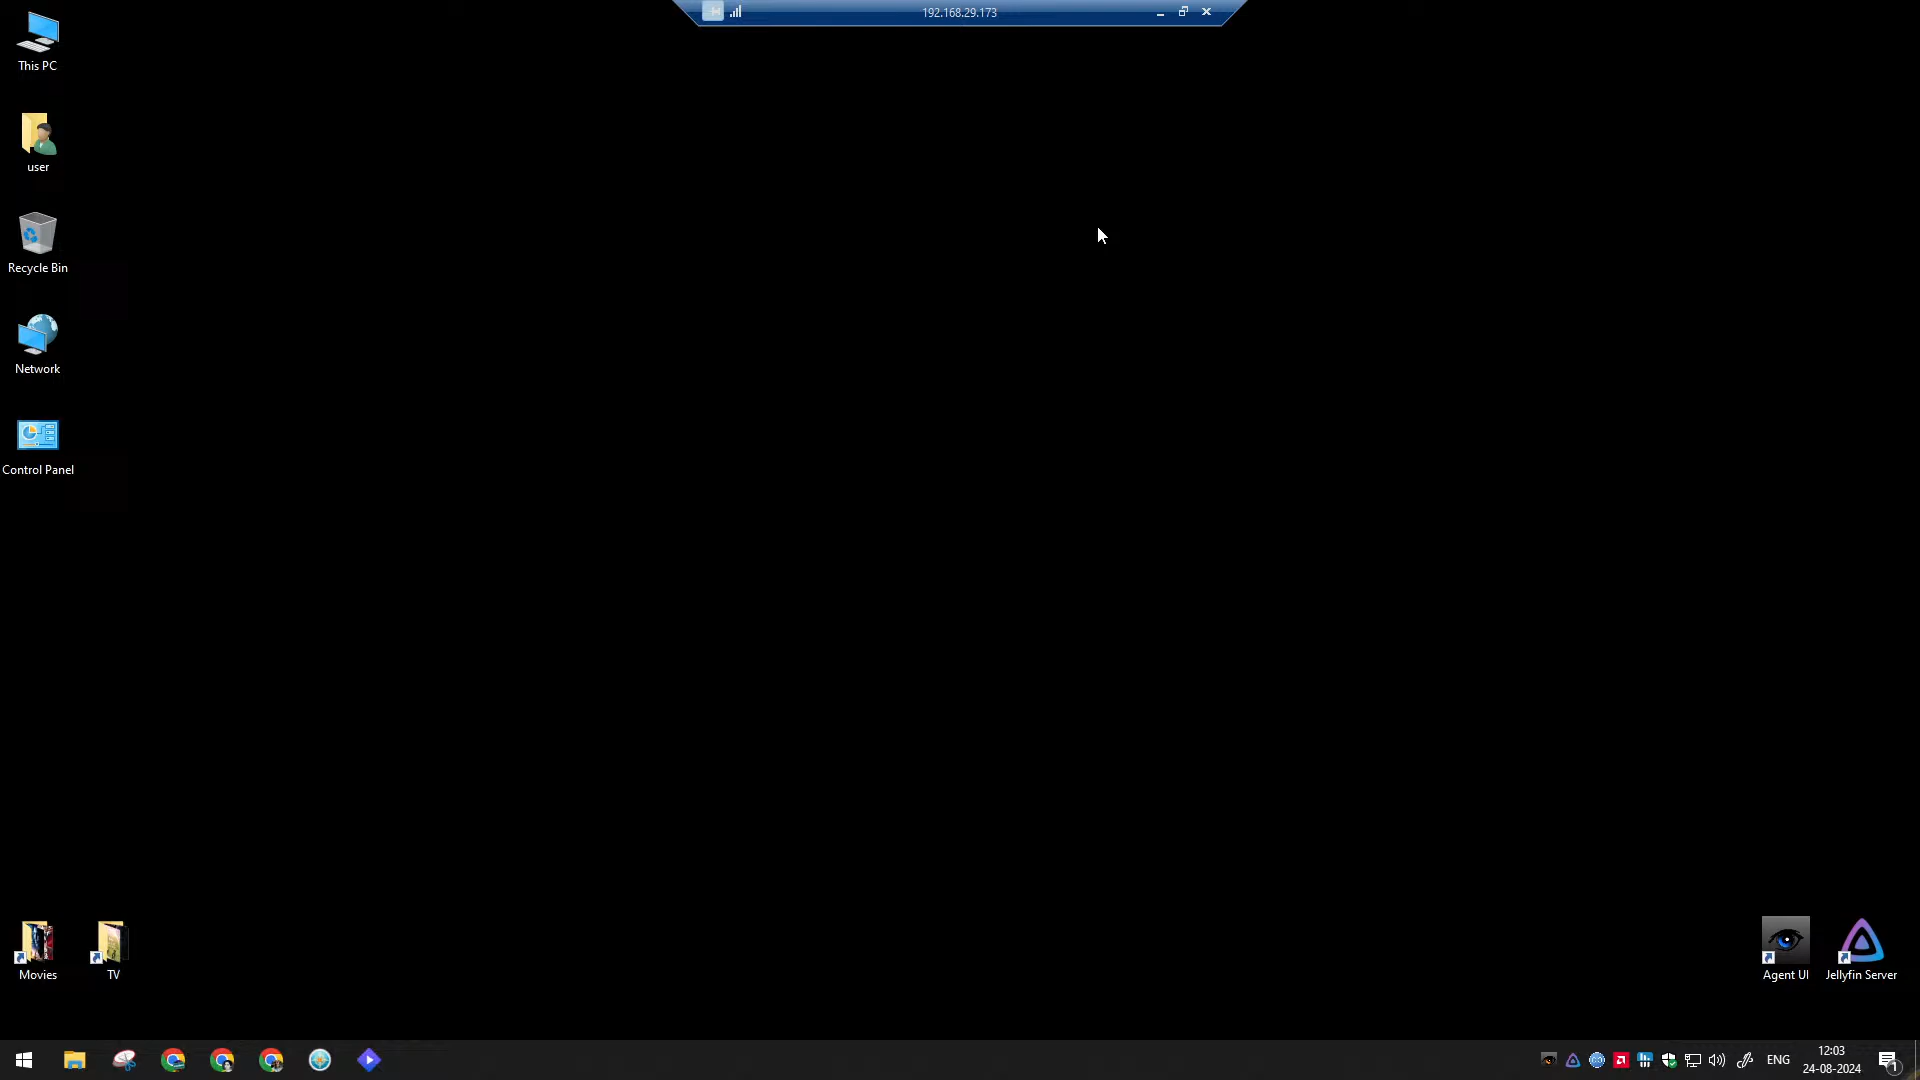 192.168.29.173
This PC
user
Recycle Bin
Network
Control Panel
Movies
TV
Agent UI
Jellyfin Server
ENG
12:03
24-08-2024
1